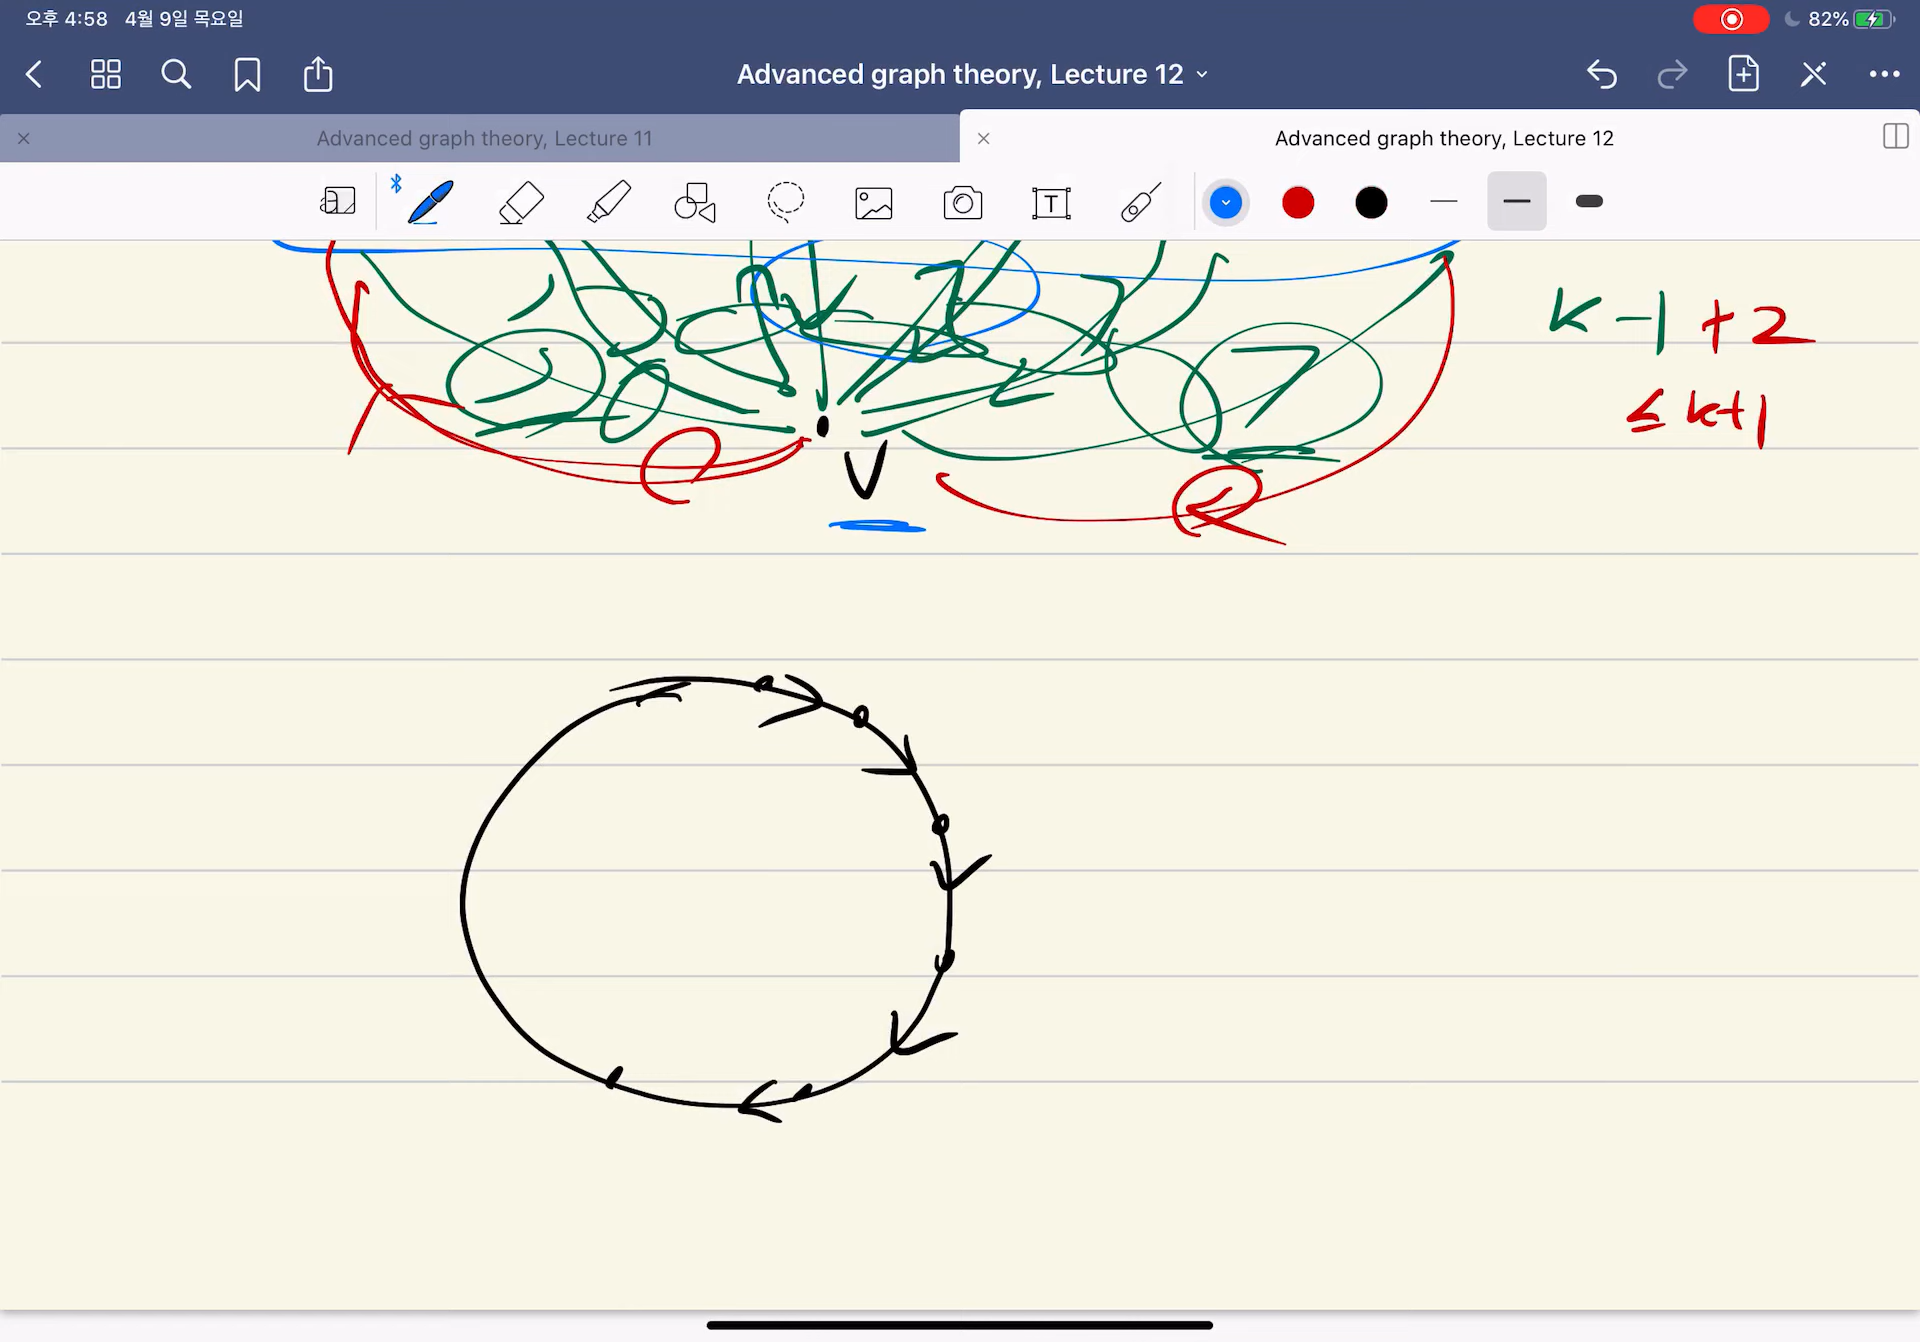 오후 4:58 4월 9일 목요일
82%
Advanced graph theory, Lecture 12
Advanced graph theory, Lecture 11
Advanced graph theory, Lecture 12
T
k-1 +2
≤ k+1
V